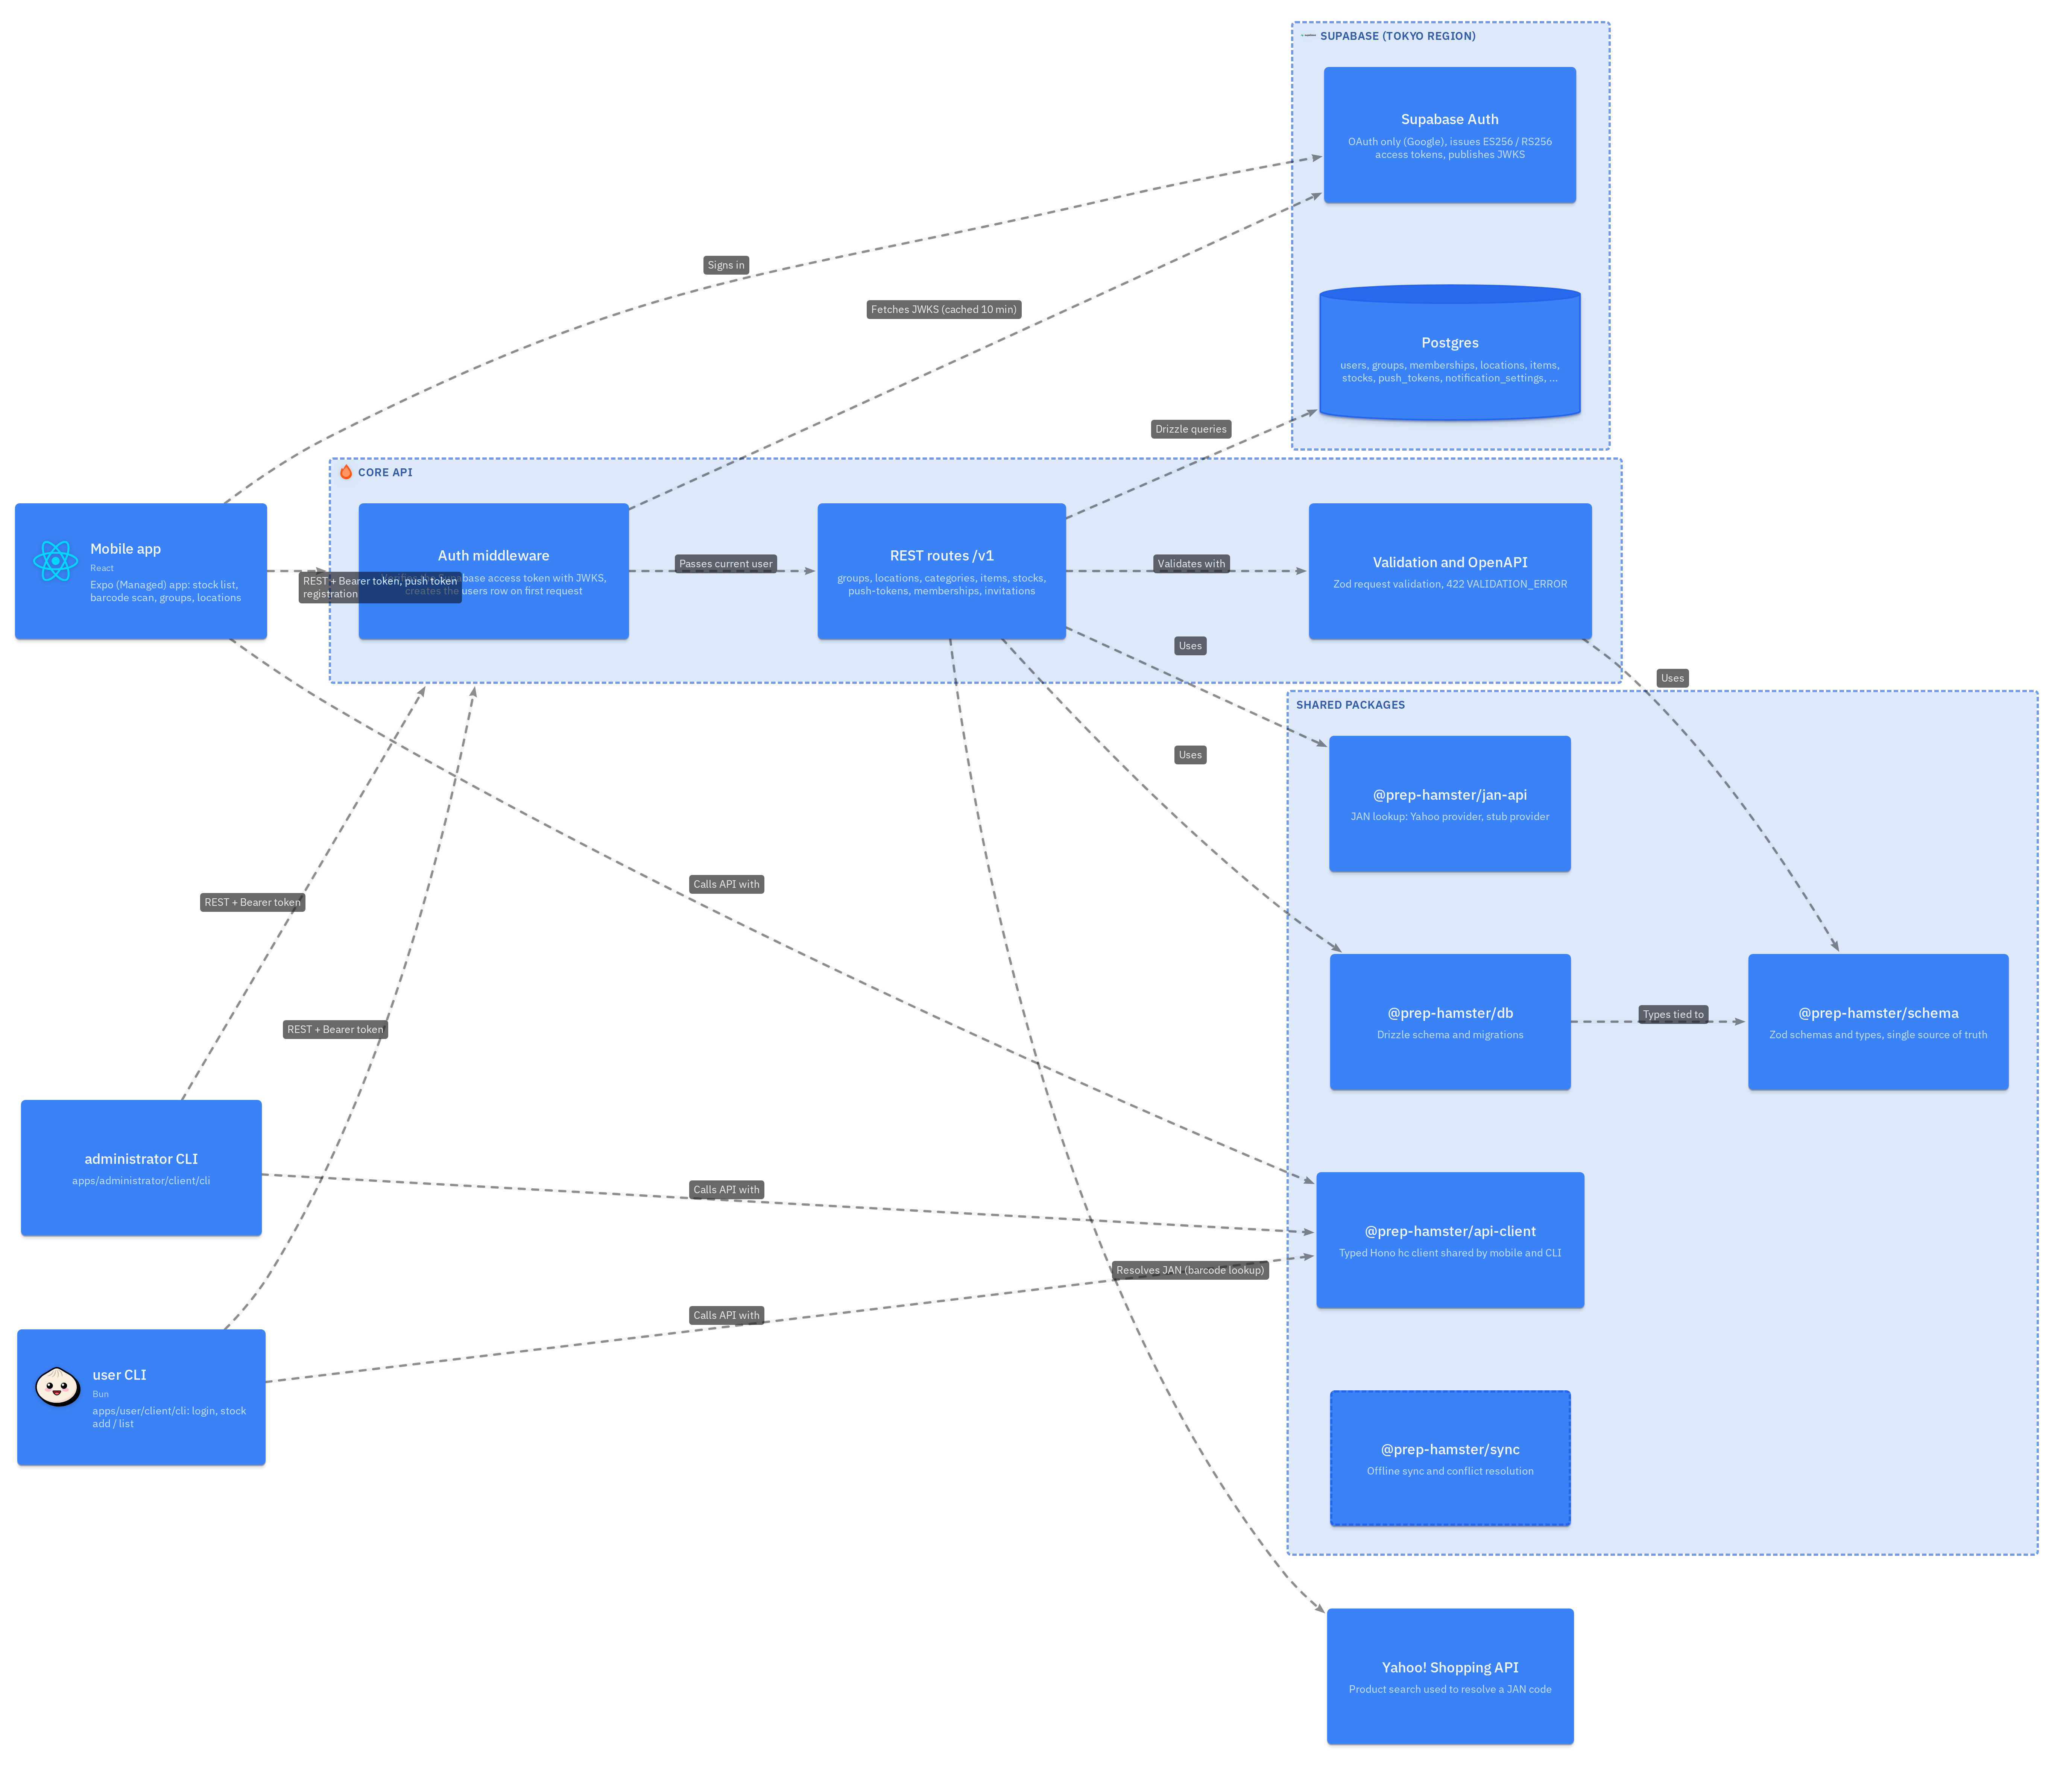 SUPABASE (TOKYO REGION)
Supabase Auth
OAuth only (Google), issues ES256 / RS256
access tokens, publishes JWKS
Signs in
Fetches JWKS (cached 10 min)
Postgres
users, groups, memberships, locations, items,
stocks, push_tokens, notification_settings, ...
Drizzle queries
CORE API
Mobile app
React
Expo (Managed) app: stock list,
barcode scan, groups, locations
REST + Bearer token, push token
registration
Auth middleware
base access token with JWKS,
creates the users row on first request
Passes current user
REST routes /v1
groups, locations, categories, items, stocks,
push-tokens, memberships, invitations
Validates with
Validation and OpenAPI
Zod request validation, 422 VALIDATION_ERROR
Uses
Uses
Uses
SHARED PACKAGES
@prep-hamster/jan-api
JAN lookup: Yahoo provider, stub provider
Calls API with
REST + Bearer token
REST + Bearer token
@prep-hamster/db
Drizzle schema and migrations
Types tied to
@prep-hamster/schema
Zod schemas and types, single source of truth
administrator CLI
apps/administrator/client/cli
Calls API with
@prep-hamster/api-client
Typed Hono hc client shared by mobile and CLI
Resolves JAN (barcode lookup)
Calls API with
user CLI
Bun
apps/user/client/cli: login, stock
add / list
@prep-hamster/sync
Offline sync and conflict resolution
Yahoo! Shopping API
Product search used to resolve a JAN code